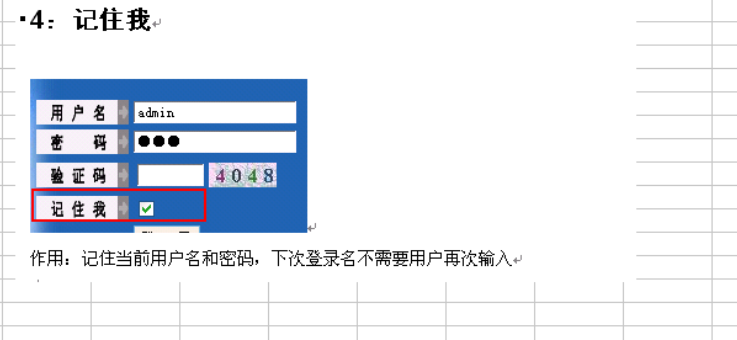 ▪4：记住我
用户名 admin
密 码 ●●●
验证码 4048
记住我
作用：记住当前用户名和密码，下次登录名不需要用户再次输入